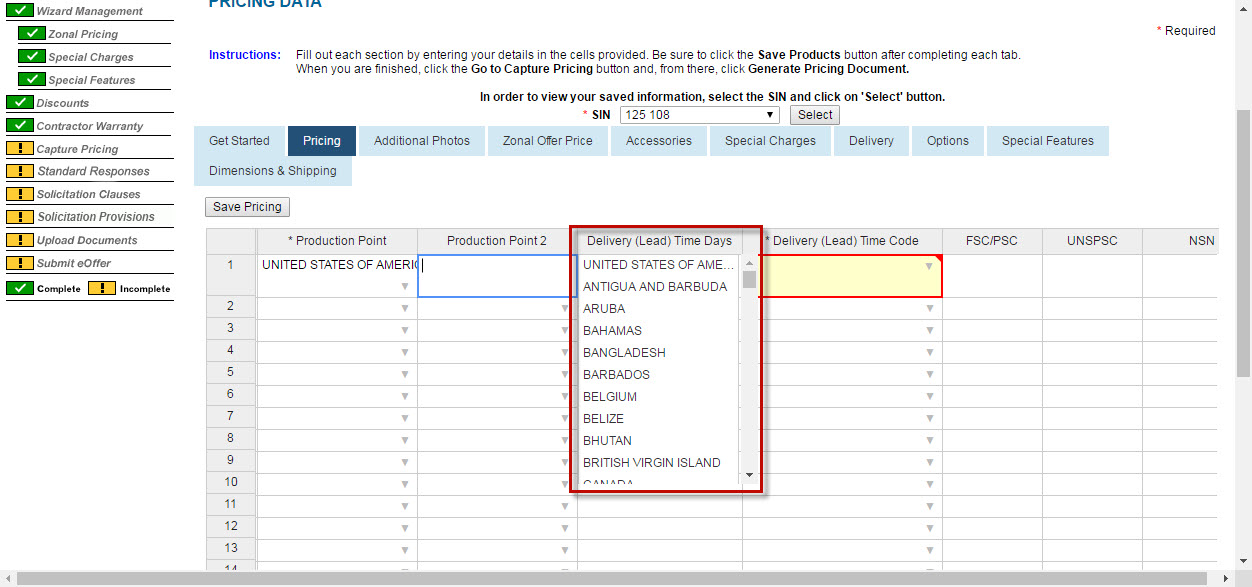 PRICING DATA
Wizard Management
Zonal Pricing
Special Charges
Special Features
Discounts
Contractor Warranty
Capture Pricing
Standard Responses
Solicitation Clauses
Solicitation Provisions
Upload Documents
Submit eOffer
Complete ! Incomplete
* Required
Instructions: Fill out each section by entering your details in the cells provided. Be sure to click the Save Products button after completing each tab.
When you are finished, click the Go to Capture Pricing button and, from there, click Generate Pricing Document.
In order to view your saved information, select the SIN and click on 'Select' button.
* SIN 125 108 Select
Get Started Pricing Additional Photos Zonal Offer Price Accessories Special Charges Delivery Options Special Features
Dimensions & Shipping
Save Pricing
* Production Point Production Point 2 Delivery (Lead) Time Days * Delivery (Lead) Time Code FSC/PSC UNSPSC NSN
1 UNITED STATES OF AMERIC UNITED STATES OF AME...
ANTIGUA AND BARBUDA
2 ARUBA
3 BAHAMAS
4 BANGLADESH
5 BARBADOS
6 BELGIUM
7 BELIZE
8 BHUTAN
9 BRITISH VIRGIN ISLAND
10 CANADA
11
12
13
14